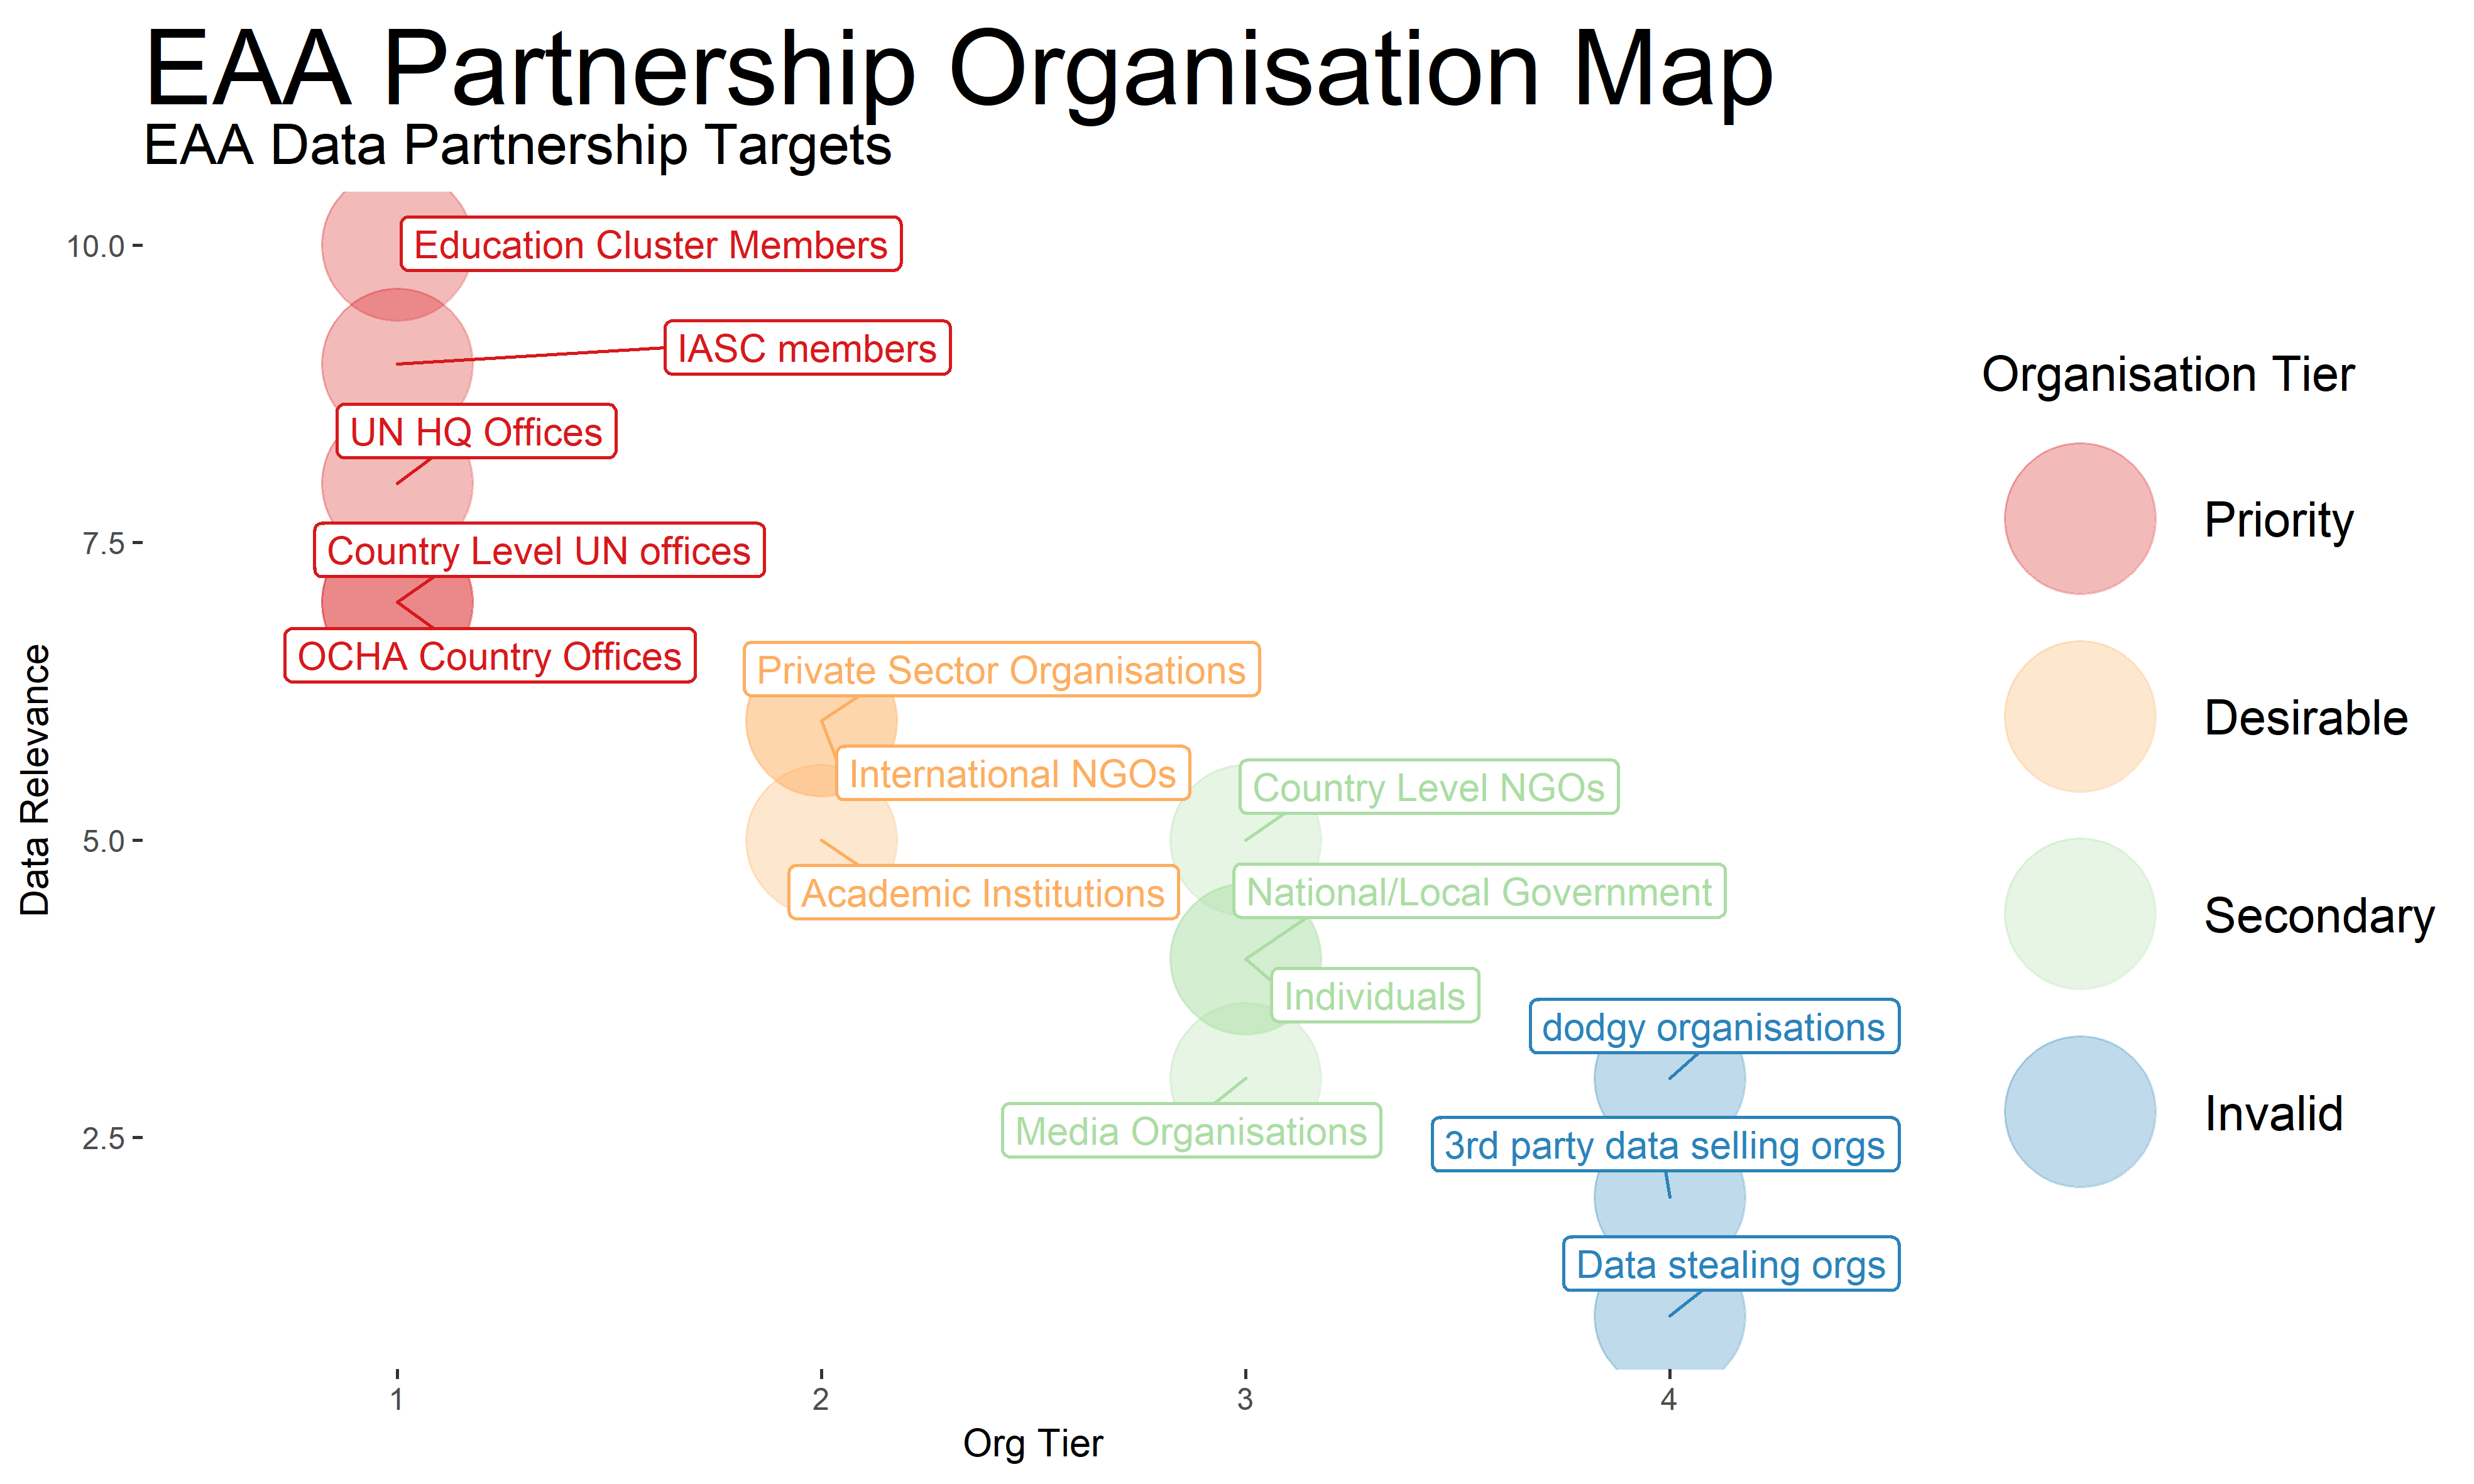 EAA Partnership Organisation Map
EAA Data Partnership Targets
10.0
7.5
5.0
2.5
Data Relevance
Education Cluster Members
IASC members
UN HQ Offices
Country Level UN offices
OCHA Country Offices
Private Sector Organisations
International NGOs
Academic Institutions
Country Level NGOs
National/Local Government
Individuals
Media Organisations
dodgy organisations
3rd party data selling orgs
Data stealing orgs
1
2
3
4
Org Tier
Organisation Tier
Priority
Desirable
Secondary
Invalid